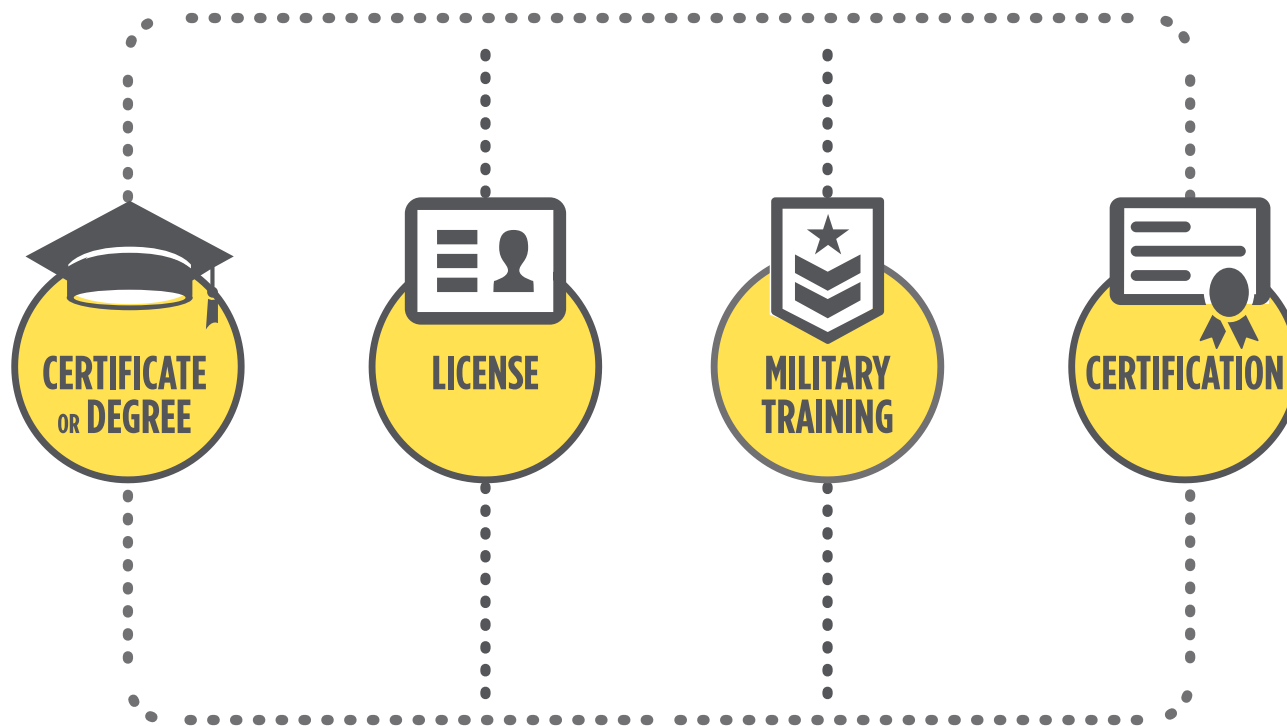 CERTIFICATE
OR DEGREE
LICENSE
MILITARY
TRAINING
CERTIFICATION